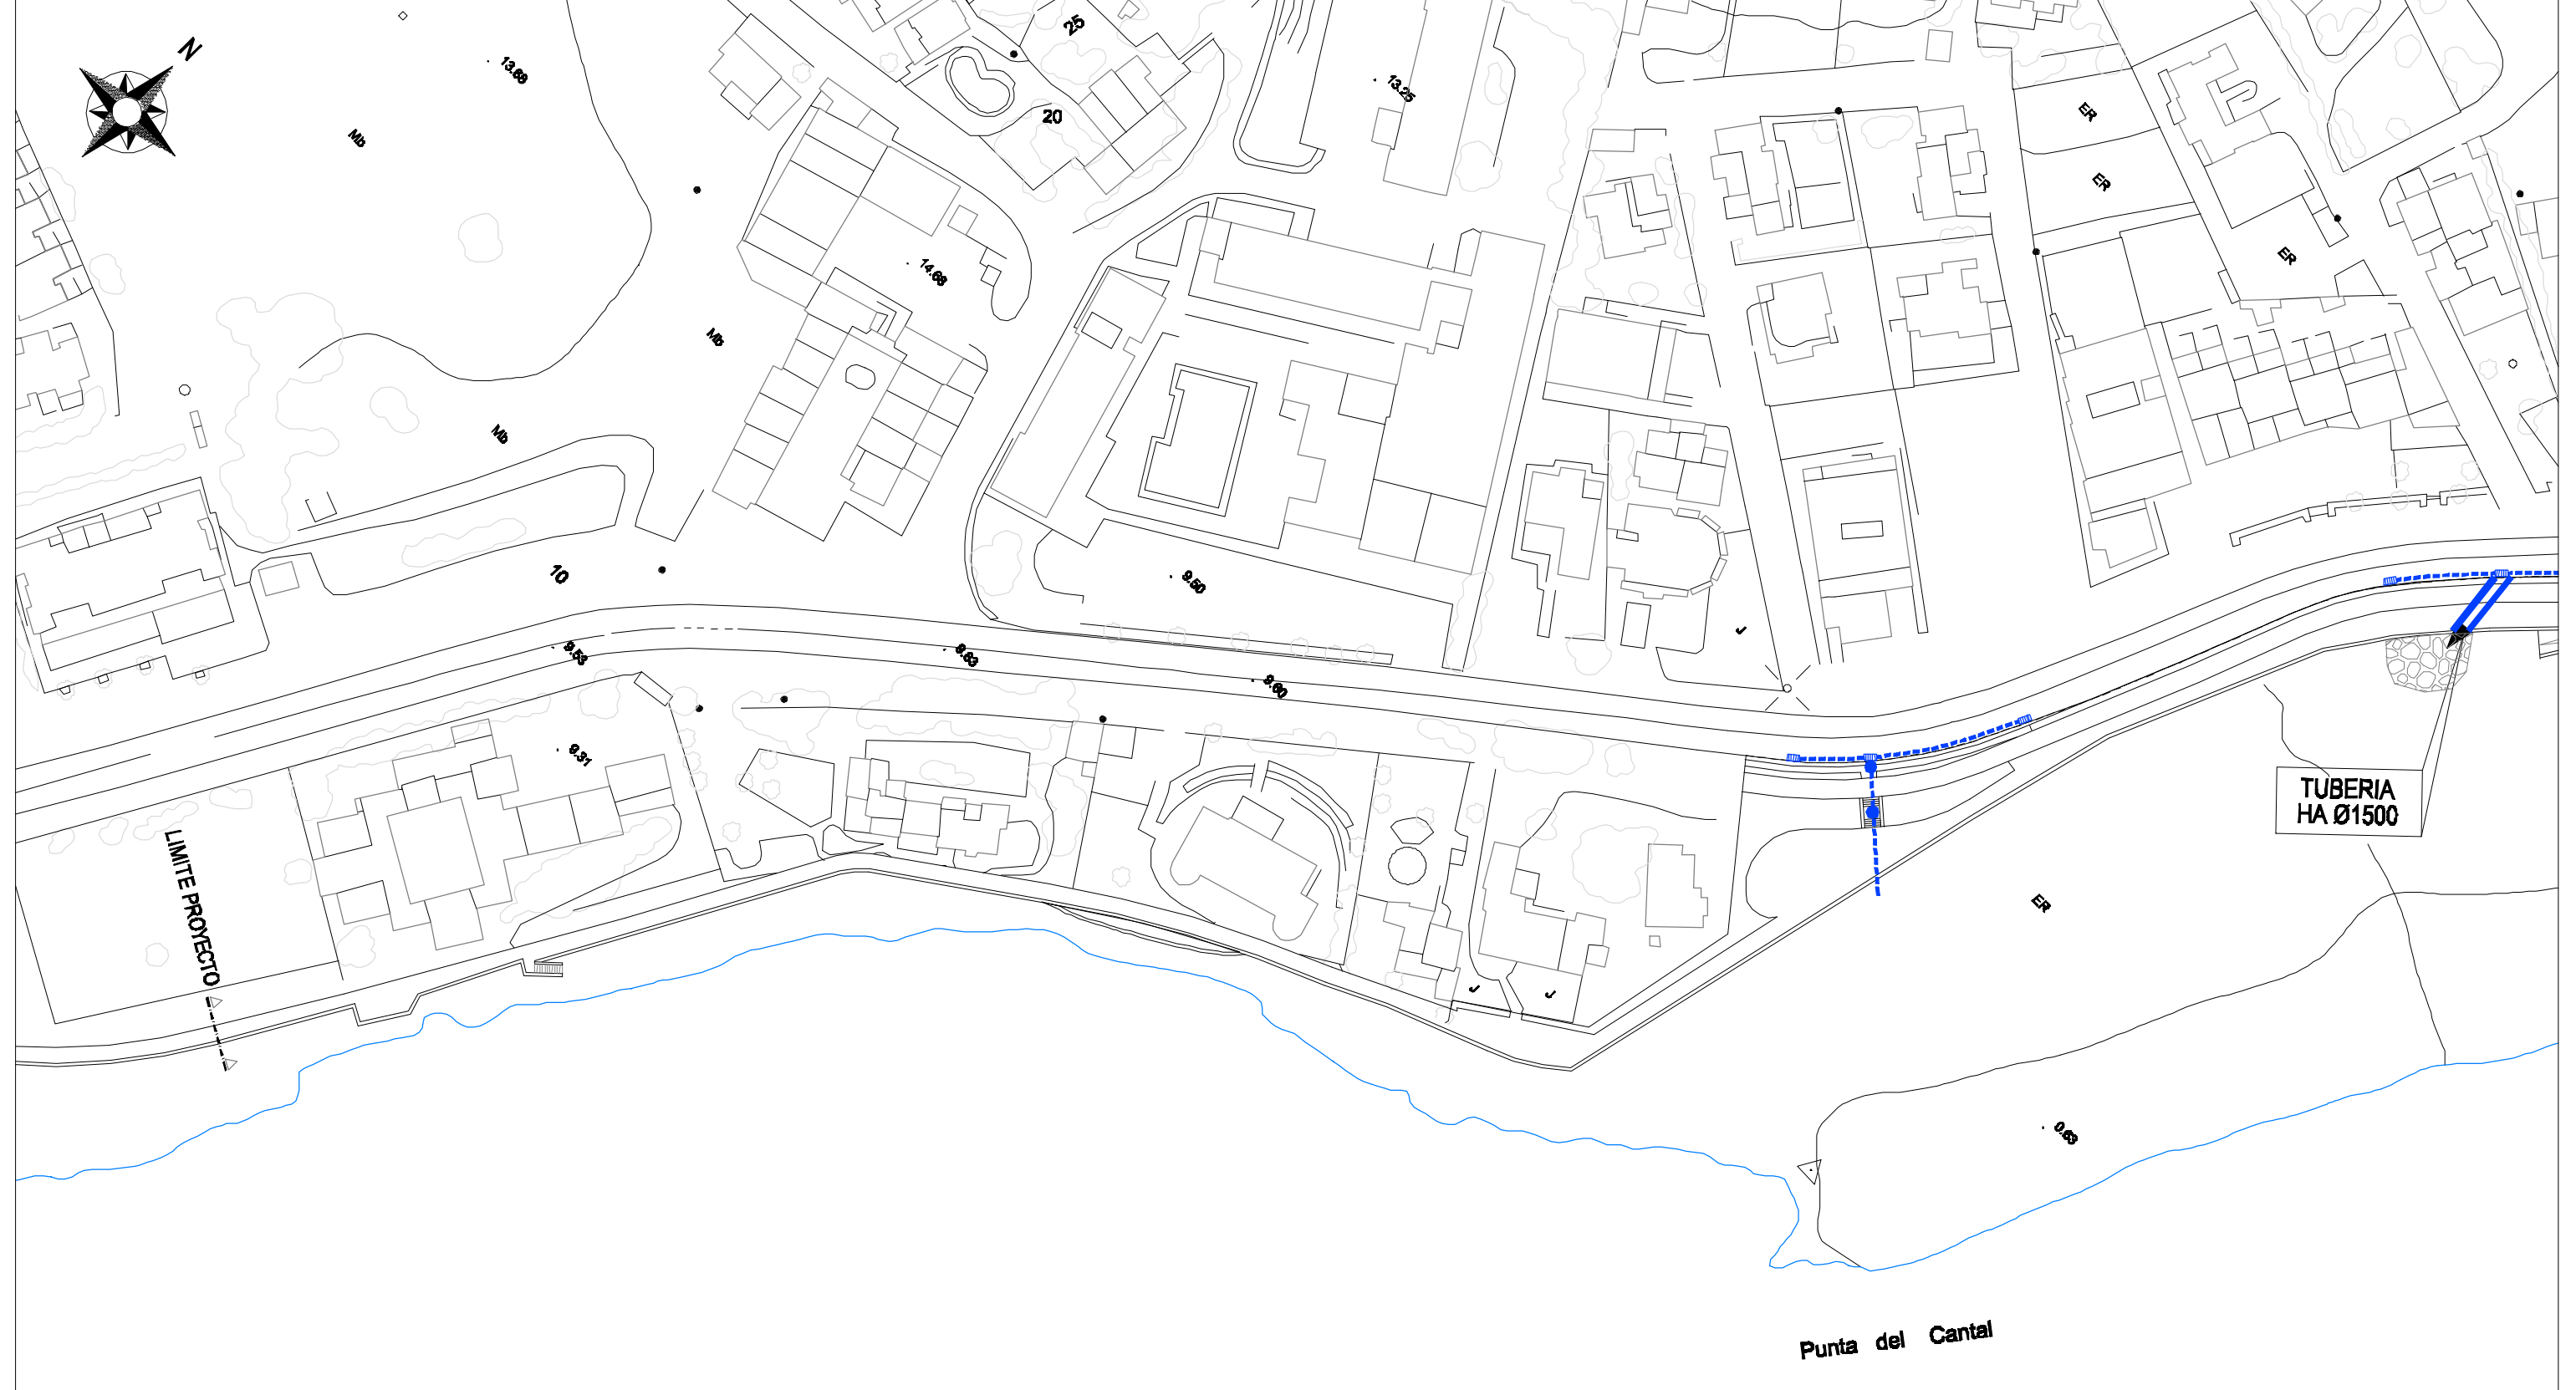 N
25
13.69
13.25
Mb
20
ER
ER
14.68
ER
Mb
Mb
10
9.50
J
9.53
9.63
9.60
9.31
TUBERIA
HA Ø1500
LIMITE PROYECTO
ER
J
J
0.63
Punta del Cantal